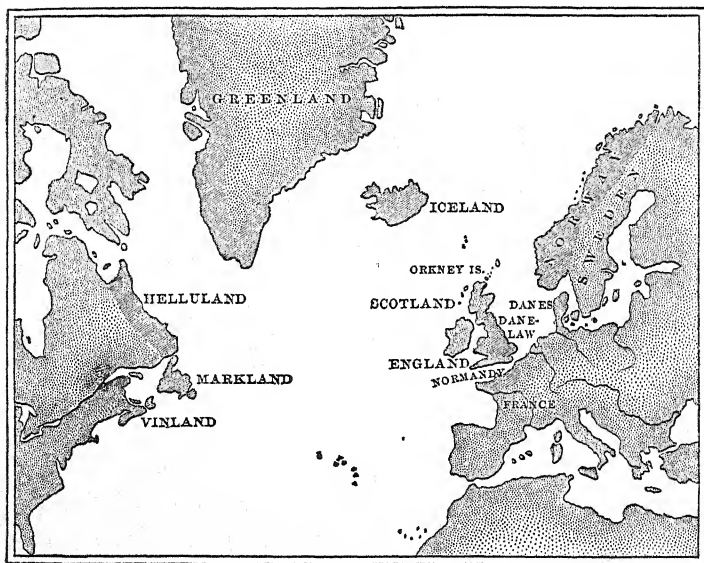 GREENLAND
ICELAND
NORWAY
SWEDEN
ORKNEY IS.
HELLULAND
SCOTLAND
DANES
DANE-
LAW
ENGLAND
NORMANDY
MARKLAND
FRANCE
VINLAND